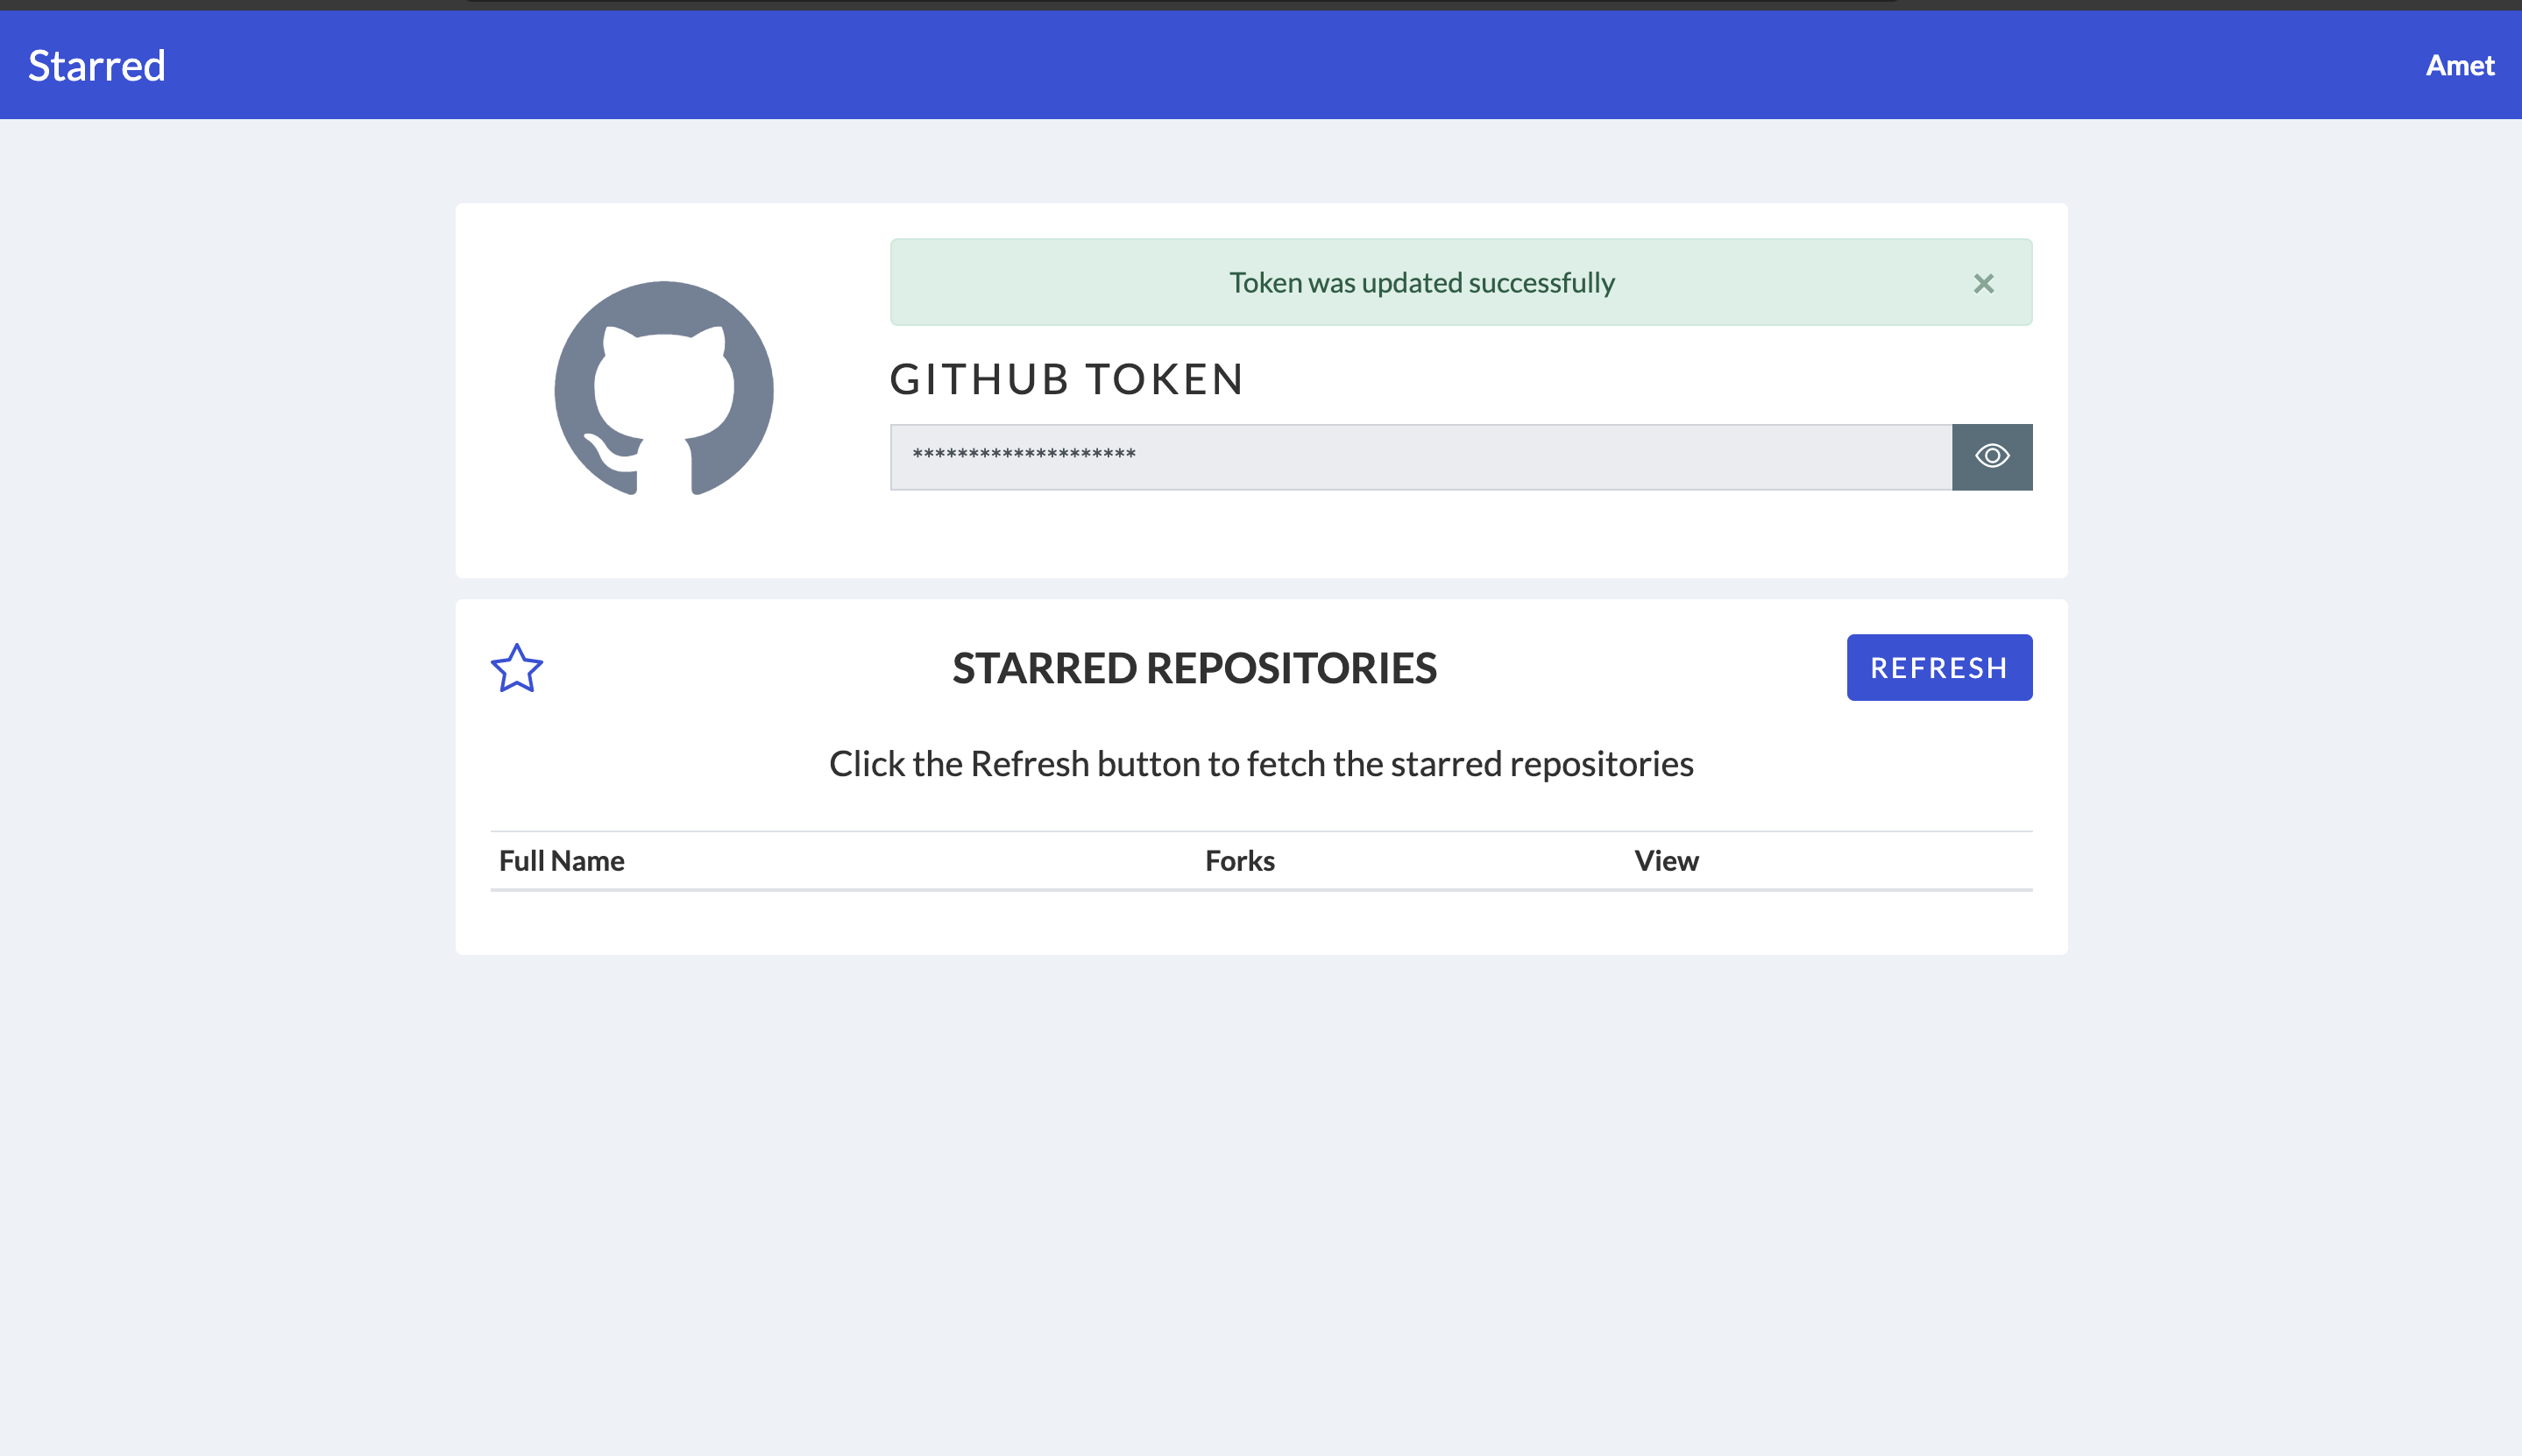 Starred
Amet
Token was updated successfully
GITHUB TOKEN
********************
STARRED REPOSITORIES
REFRESH
Click the Refresh button to fetch the starred repositories
Full Name Forks View